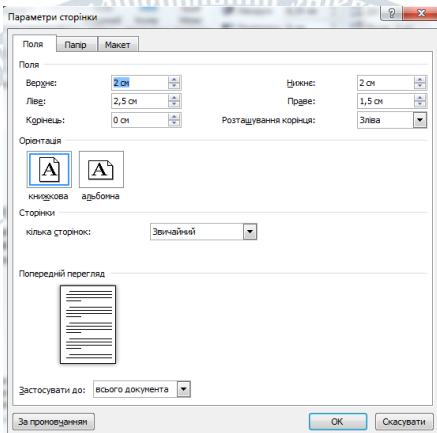 Параметри сторінки
Поля Папір Макет
Поля
Верхнє: 2 см Нижнє: 2 см
Ліве: 2,5 см Праве: 1,5 см
Корінець: 0 см Розташування корінця: Зліва
Орієнтація
A A
книжкова альбомна
Сторінки
кілька сторінок: Звичайний
Попередній перегляд
Застосувати до: всього документа
За промовчанням ОК Скасувати